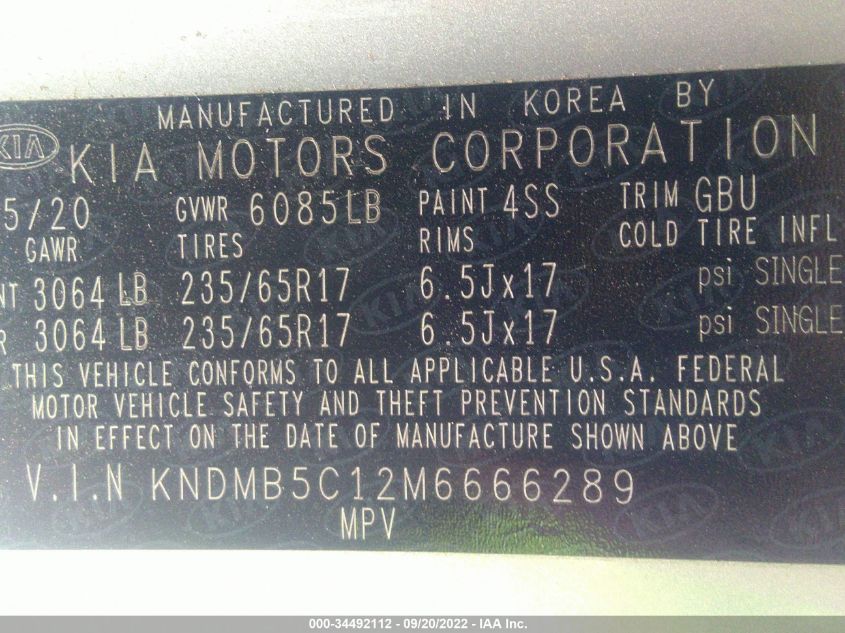 MANUFACTURED IN KOREA BY
KIA KIA MOTORS CORPORATION
5/20 GVWR 6085LB PAINT 4SS TRIM GBU
GAWR TIRES RIMS COLD TIRE INFL
NT 3064 LB 235/65R17 6.5Jx17 psi SINGLE
R 3064 LB 235/65R17 6.5Jx17 psi SINGLE
THIS VEHICLE CONFORMS TO ALL APPLICABLE U.S.A. FEDERAL
MOTOR VEHICLE SAFETY AND THEFT PREVENTION STANDARDS
IN EFFECT ON THE DATE OF MANUFACTURE SHOWN ABOVE
V.I.N KNDMB5C12M6666289
MPV
000-34492112 - 09/20/2022 - IAA Inc.